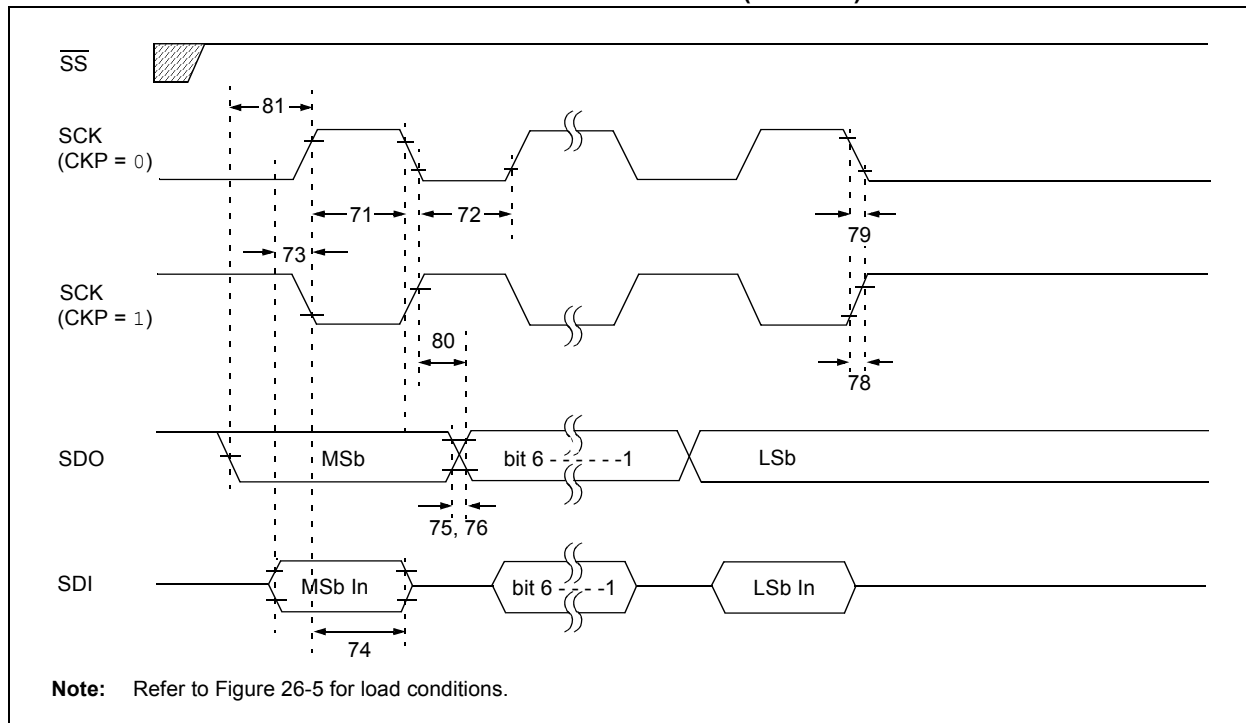 SS
81
SCK
(CKP = 0)
71
72
79
73
SCK
(CKP = 1)
80
78
SDO
MSb
bit 6 - - - - - - -1
LSb
75, 76
SDI
MSb In
bit 6 - - - - -1
LSb In
74
Note: Refer to Figure 26-5 for load conditions.